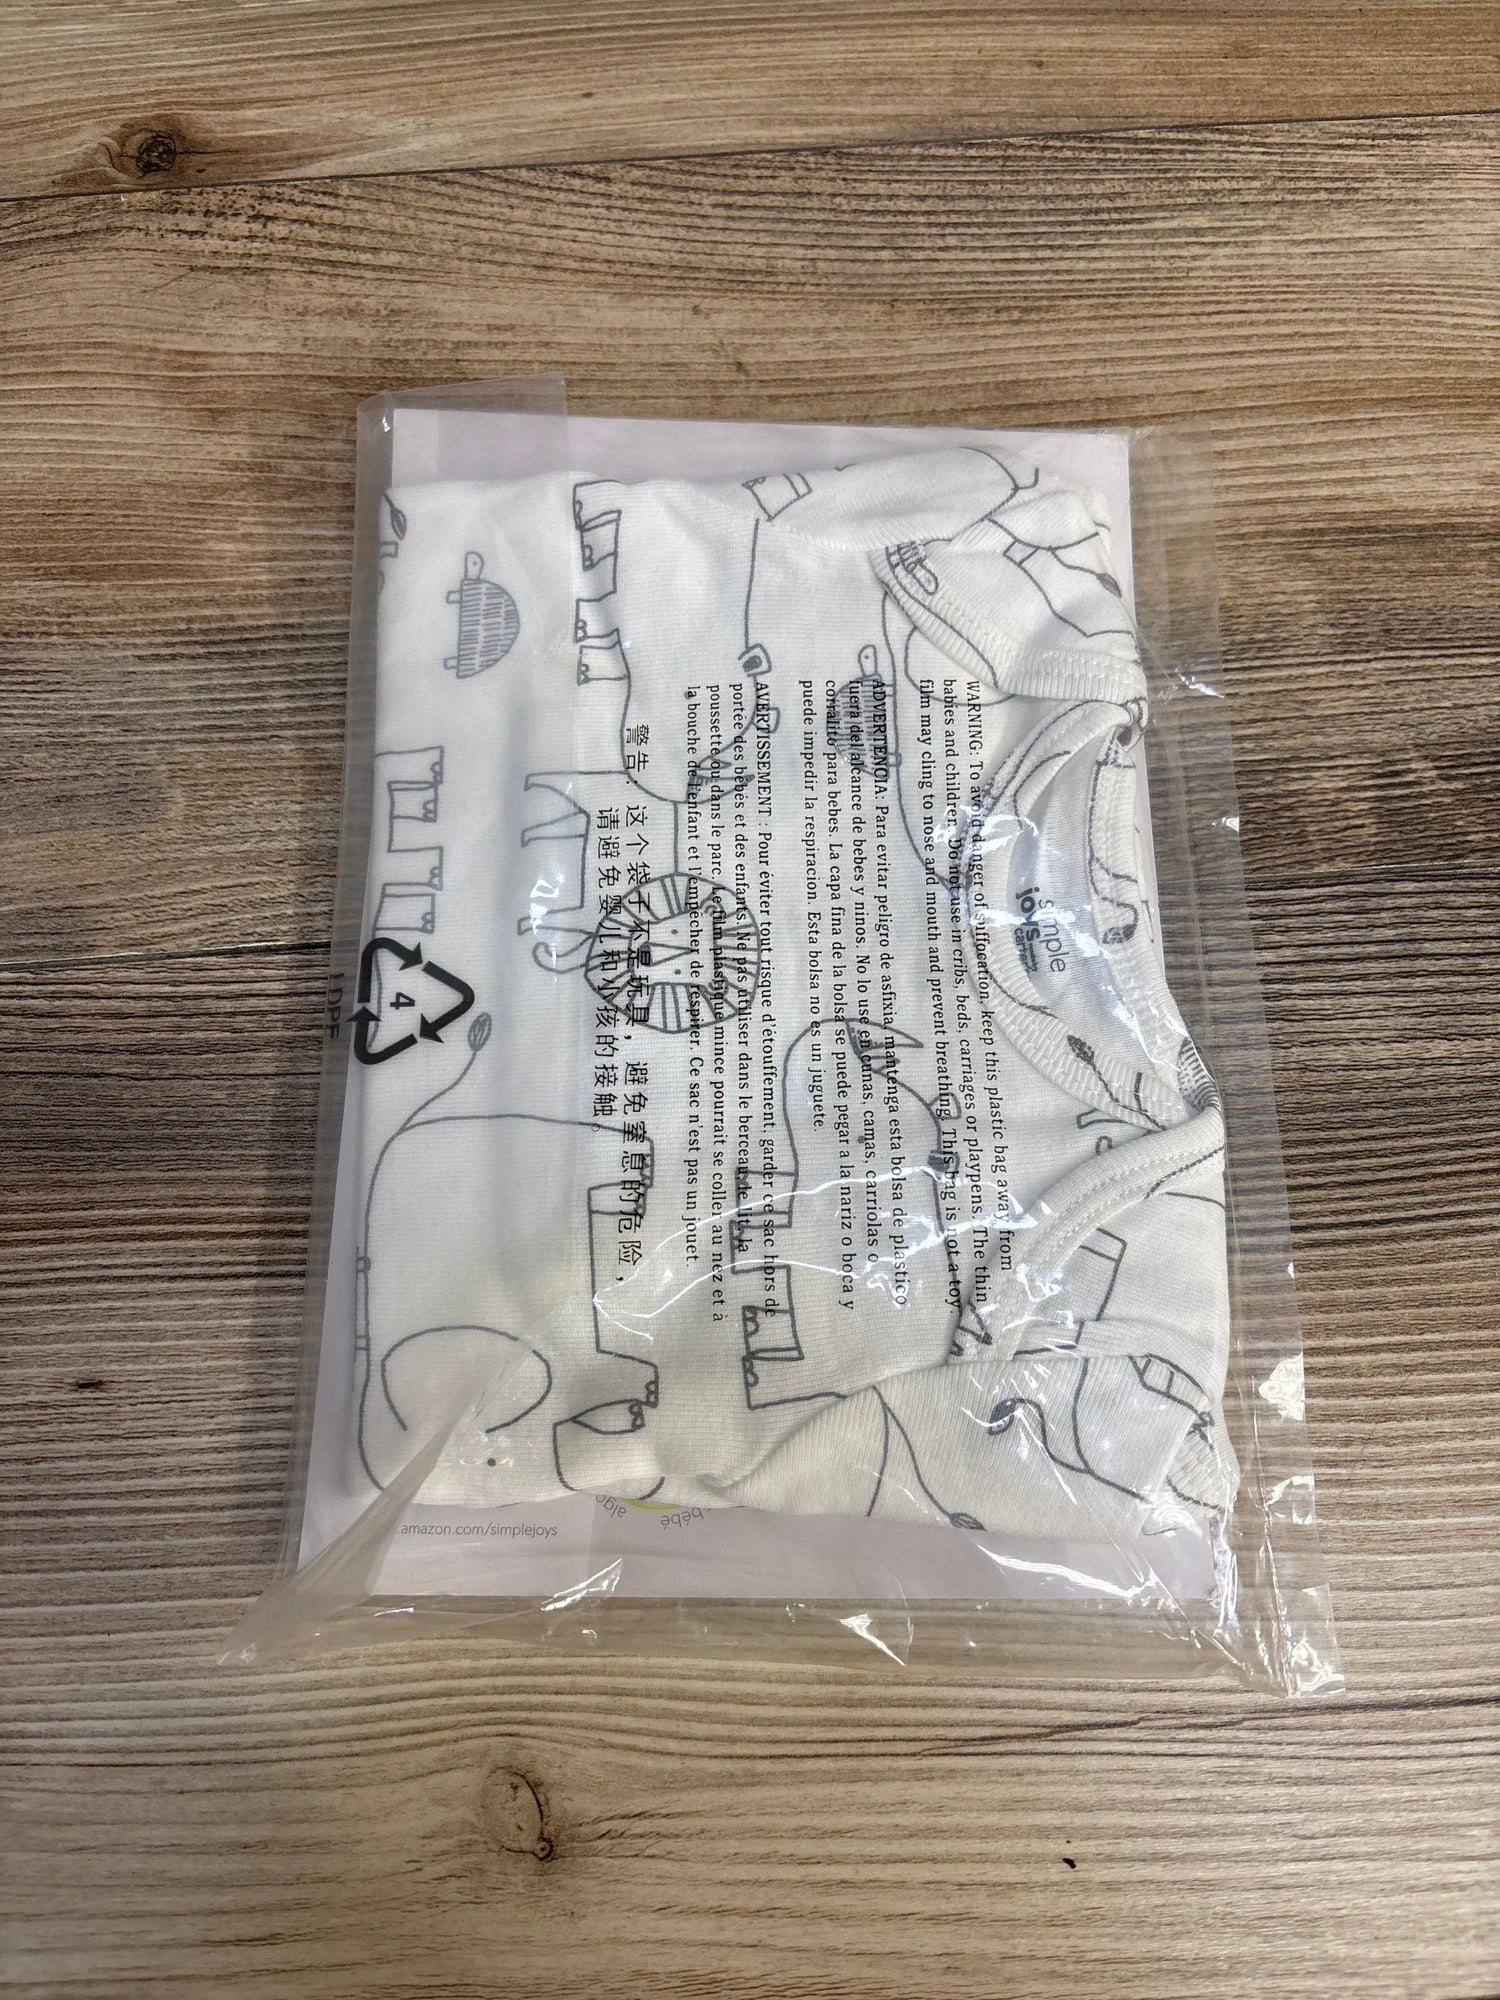 WARNING: To avoid danger of suffocation, keep this plastic bag away from
babies and children. Do not use in cribs, beds, carriages or playpens. The thin
film may cling to nose and mouth and prevent breathing. This bag is not a toy.
ADVERTENCIA: Para evitar peligro de asfixia, mantenga esta bolsa de plastico
fuera del alcance de bebes y ninos. No lo use en cunas, camas, carriolas o
corralito para bebes. La capa fina de la bolsa se puede pegar a la nariz o boca y
puede impedir la respiracion. Esta bolsa no es un juguete.
AVERTISSEMENT : Pour éviter tout risque d'étouffement, garder ce sac hors de
portée des bébés et des enfants. Ne pas utiliser dans le berceau, le lit, la
poussette ou dans le parc. Le film plastique mince pourrait se coller au nez et à
la bouche de l'enfant et l'empêcher de respirer. Ce sac n'est pas un jouet.
警告：这个袋子不是玩具，避免窒息的危险，
请避免婴儿和小孩的接触。
4
LDPE
simple
joys
carter's
.amazon.com/simplejoys
algo
bébé